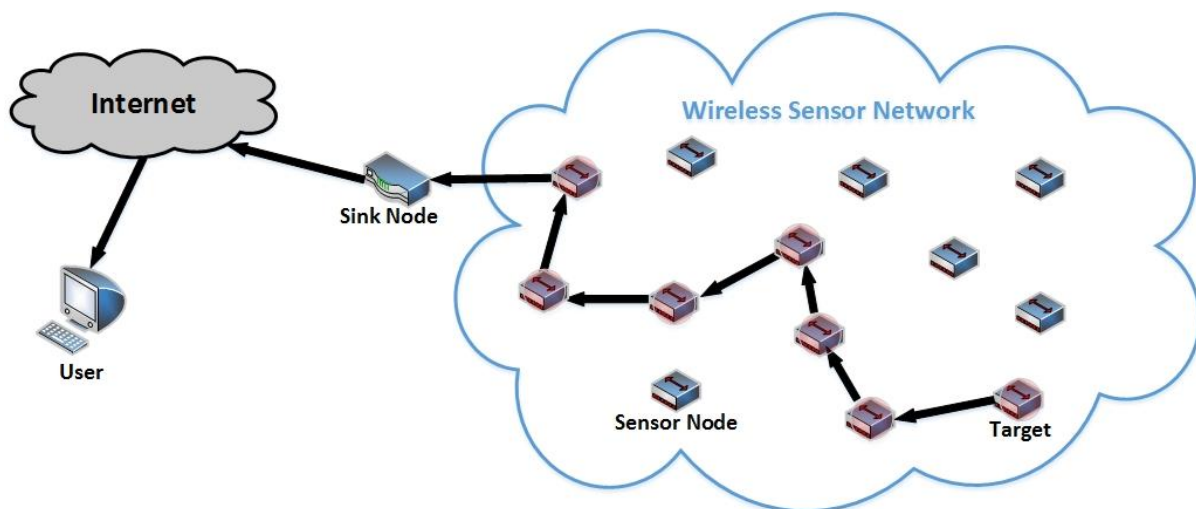 Internet
Wireless Sensor Network
Sink Node
User
Sensor Node
Target